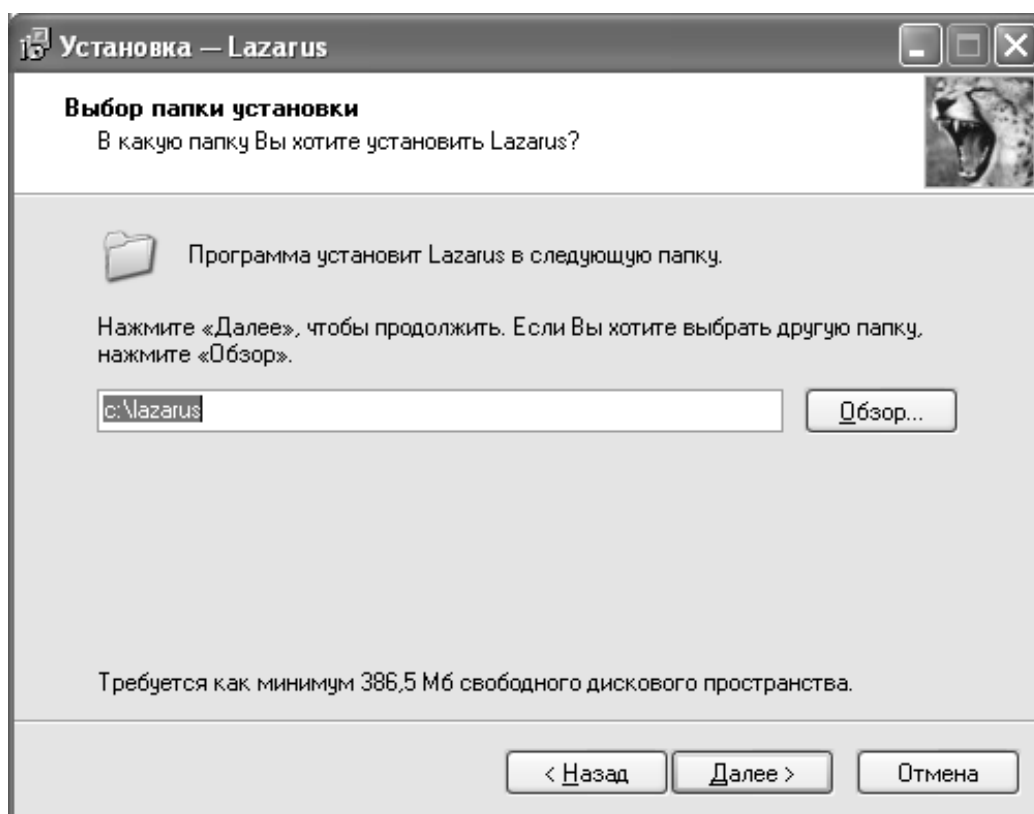 Установка — Lazarus
Выбор папки установки
В какую папку Вы хотите установить Lazarus?
Программа установит Lazarus в следующую папку.
Нажмите «Далее», чтобы продолжить. Если Вы хотите выбрать другую папку,
нажмите «Обзор».
c:\lazarus
Обзор...
Требуется как минимум 386,5 Мб свободного дискового пространства.
< Назад
Далее >
Отмена